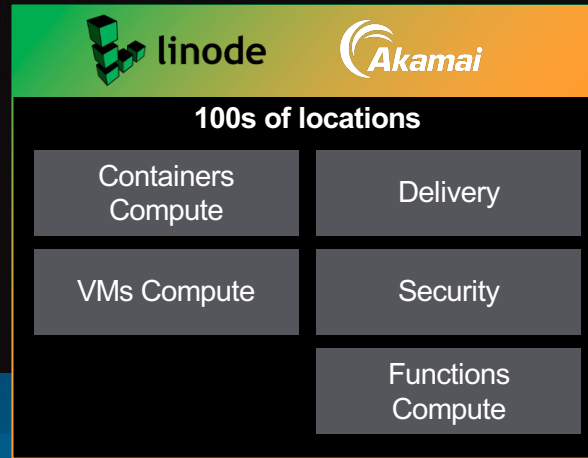 linode
Akamai
100s of locations
Containers
Compute
Delivery
VMs Compute
Security
Functions
Compute